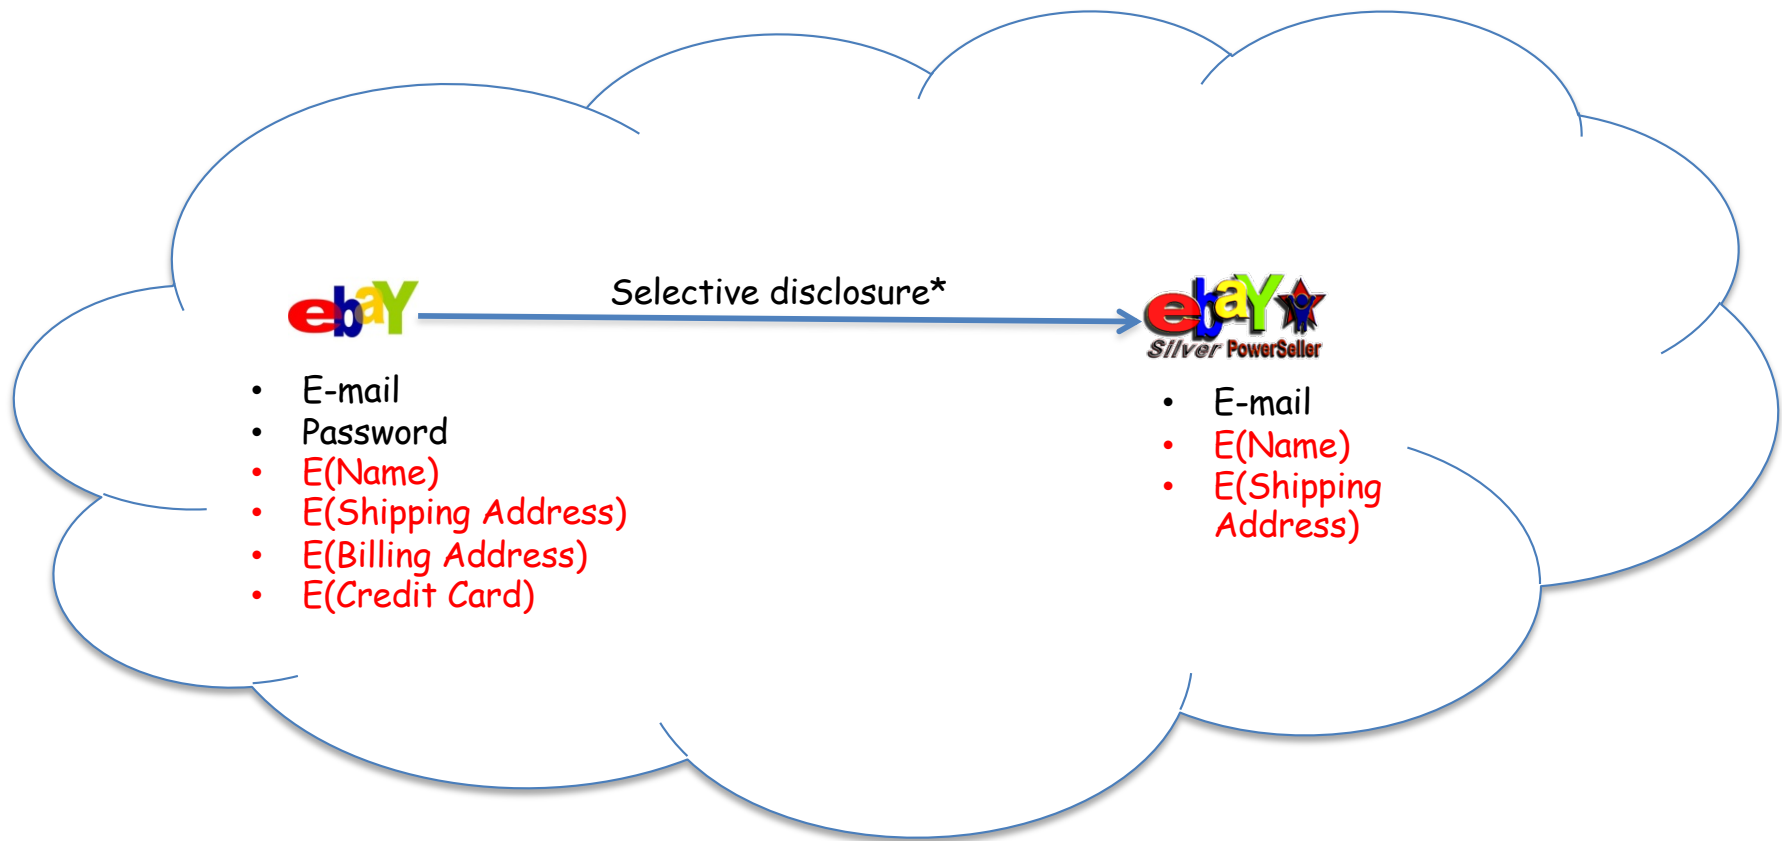 Selective disclosure*
ebaY
• E-mail
• Password
• E(Name)
• E(Shipping Address)
• E(Billing Address)
• E(Credit Card)
ebaY
Silver PowerSeller
• E-mail
• E(Name)
• E(Shipping
Address)